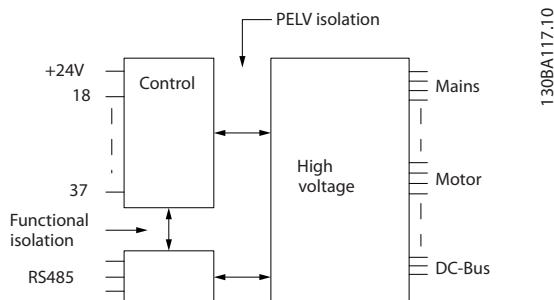 PELV isolation
130BA117.10
+24V
Control
18
Mains
High
voltage
37
Motor
Functional
isolation
RS485
DC-Bus